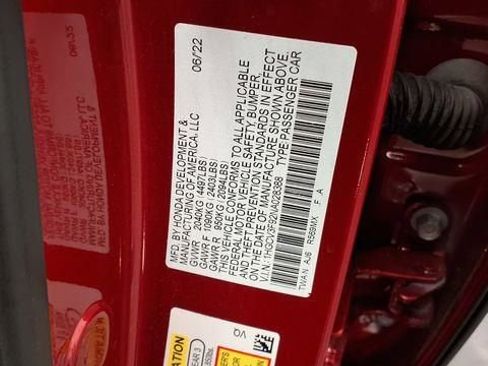 MFD. BY HONDA DEVELOPMENT &
MANUFACTURING OF AMERICA, LLC 06/22
GVWR 2040KG (4497LBS)
GAWR F 1090KG (2403LBS)
GAWR R 950KG (2094LBS)
THIS VEHICLE CONFORMS TO ALL APPLICABLE
FEDERAL MOTOR VEHICLE SAFETY BUMPER,
AND THEFT PREVENTION STANDARDS IN EFFECT
ON THE DATE OF MANUFACTURE SHOWN ABOVE.
V.I.N.: 1HGCV3F92NA028388 TYPE:PASSENGER CAR
R569MX F A
VQ